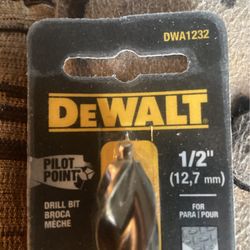 DWA1232
DEWALT
PILOT
POINT
DRILL BIT
BROCA
MÈCHE
1/2"
(12,7 mm)
FOR
PARA | POUR